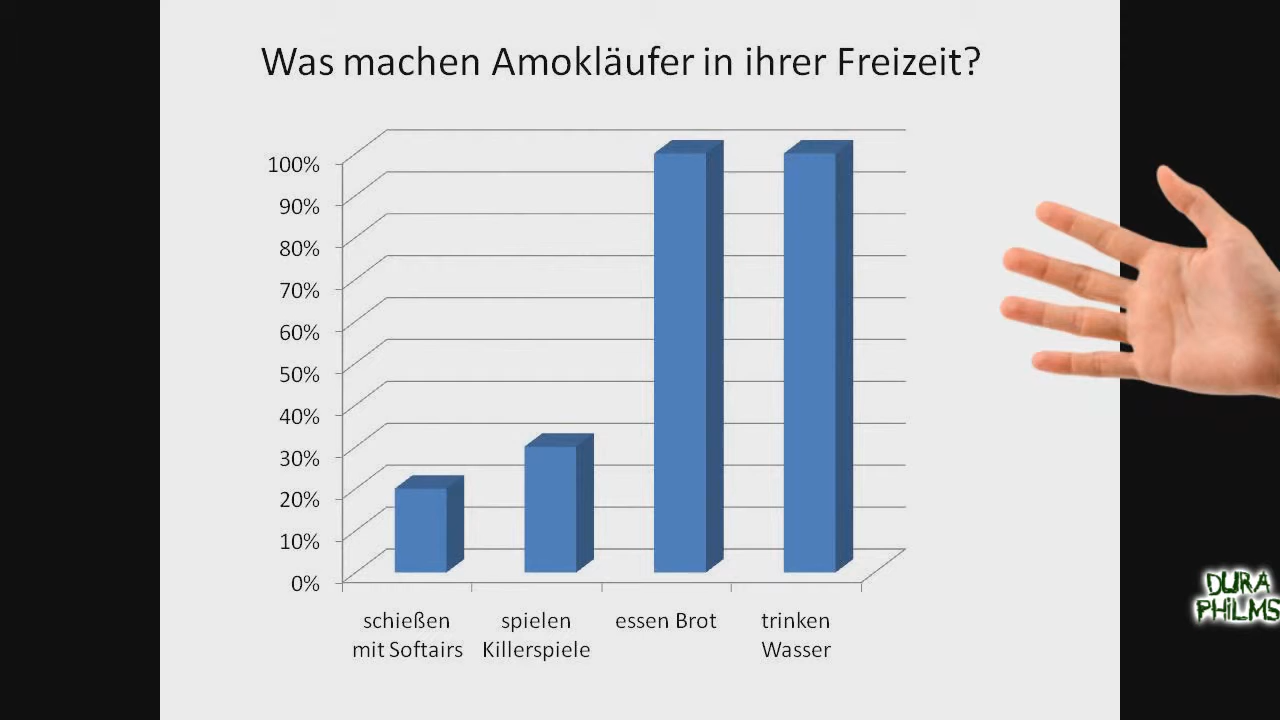 Was machen Amokläufer in ihrer Freizeit?
100%
90%
80%
70%
60%
50%
40%
30%
20%
10%
0%
schießen
mit Softairs
spielen
Killerspiele
essen Brot
trinken
Wasser
DURA
PHILMS